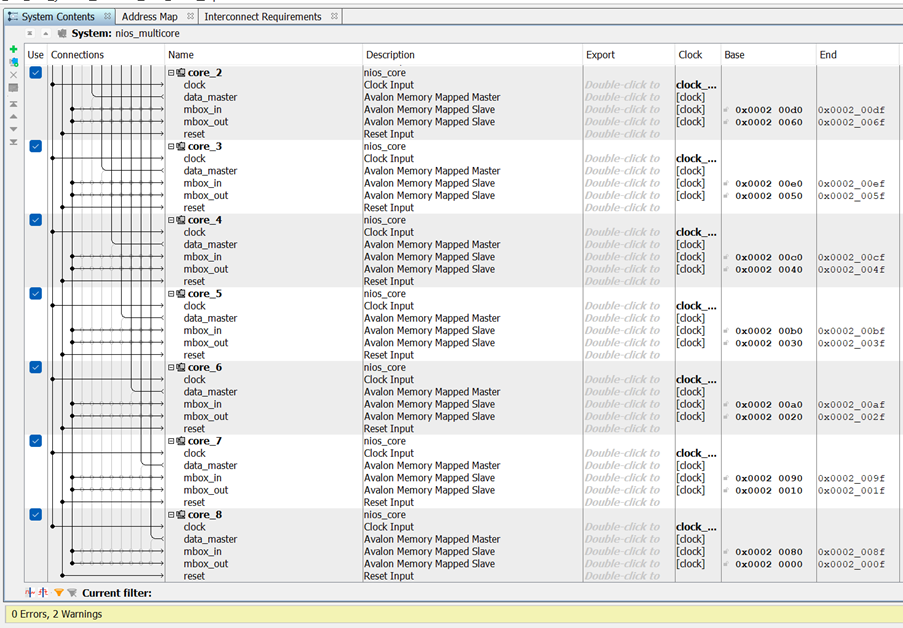 System Contents Address Map Interconnect Requirements
System: nios_multicore
Use Connections Name Description Export Clock Base End
core_2 nios_core
clock Clock Input Double-click to clock_...
data_master Avalon Memory Mapped Master Double-click to [clock]
mbox_in Avalon Memory Mapped Slave Double-click to [clock] 0x0002 00d0 0x0002_00df
mbox_out Avalon Memory Mapped Slave Double-click to [clock] 0x0002 0060 0x0002_006f
reset Reset Input Double-click to
core_3 nios_core
clock Clock Input Double-click to clock_...
data_master Avalon Memory Mapped Master Double-click to [clock]
mbox_in Avalon Memory Mapped Slave Double-click to [clock] 0x0002 00e0 0x0002_00ef
mbox_out Avalon Memory Mapped Slave Double-click to [clock] 0x0002 0050 0x0002_005f
reset Reset Input Double-click to
core_4 nios_core
clock Clock Input Double-click to clock_...
data_master Avalon Memory Mapped Master Double-click to [clock]
mbox_in Avalon Memory Mapped Slave Double-click to [clock] 0x0002 00c0 0x0002_00cf
mbox_out Avalon Memory Mapped Slave Double-click to [clock] 0x0002 0040 0x0002_004f
reset Reset Input Double-click to
core_5 nios_core
clock Clock Input Double-click to clock_...
data_master Avalon Memory Mapped Master Double-click to [clock]
mbox_in Avalon Memory Mapped Slave Double-click to [clock] 0x0002 00b0 0x0002_00bf
mbox_out Avalon Memory Mapped Slave Double-click to [clock] 0x0002 0030 0x0002_003f
reset Reset Input Double-click to
core_6 nios_core
clock Clock Input Double-click to clock_...
data_master Avalon Memory Mapped Master Double-click to [clock]
mbox_in Avalon Memory Mapped Slave Double-click to [clock] 0x0002 00a0 0x0002_00af
mbox_out Avalon Memory Mapped Slave Double-click to [clock] 0x0002 0020 0x0002_002f
reset Reset Input Double-click to
core_7 nios_core
clock Clock Input Double-click to clock_...
data_master Avalon Memory Mapped Master Double-click to [clock]
mbox_in Avalon Memory Mapped Slave Double-click to [clock] 0x0002 0090 0x0002_009f
mbox_out Avalon Memory Mapped Slave Double-click to [clock] 0x0002 0010 0x0002_001f
reset Reset Input Double-click to
core_8 nios_core
clock Clock Input Double-click to clock_...
data_master Avalon Memory Mapped Master Double-click to [clock]
mbox_in Avalon Memory Mapped Slave Double-click to [clock] 0x0002 0080 0x0002_008f
mbox_out Avalon Memory Mapped Slave Double-click to [clock] 0x0002 0000 0x0002_000f
reset Reset Input Double-click to
Current filter:
0 Errors, 2 Warnings